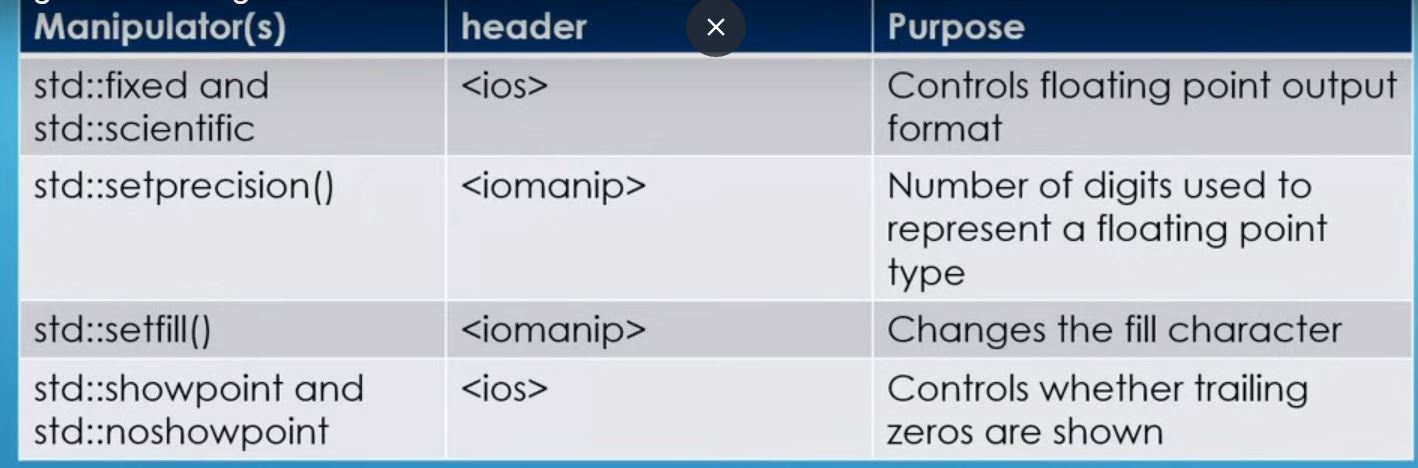 Manipulator(s) header Purpose
std::fixed and <ios> Controls floating point output
std::scientific format
std::setprecision() <iomanip> Number of digits used to
represent a floating point
type
std::setfill() <iomanip> Changes the fill character
std::showpoint and <ios> Controls whether trailing
std::noshowpoint zeros are shown